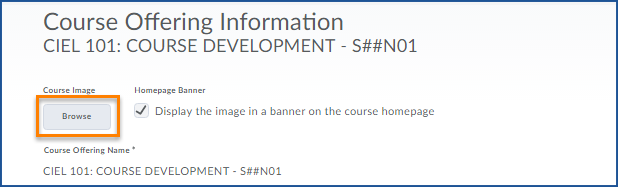 Course Offering Information
CIEL 101: COURSE DEVELOPMENT - S##N01
Course Image Homepage Banner
Browse Display the image in a banner on the course homepage
Course Offering Name *
CIEL 101: COURSE DEVELOPMENT - S##N01